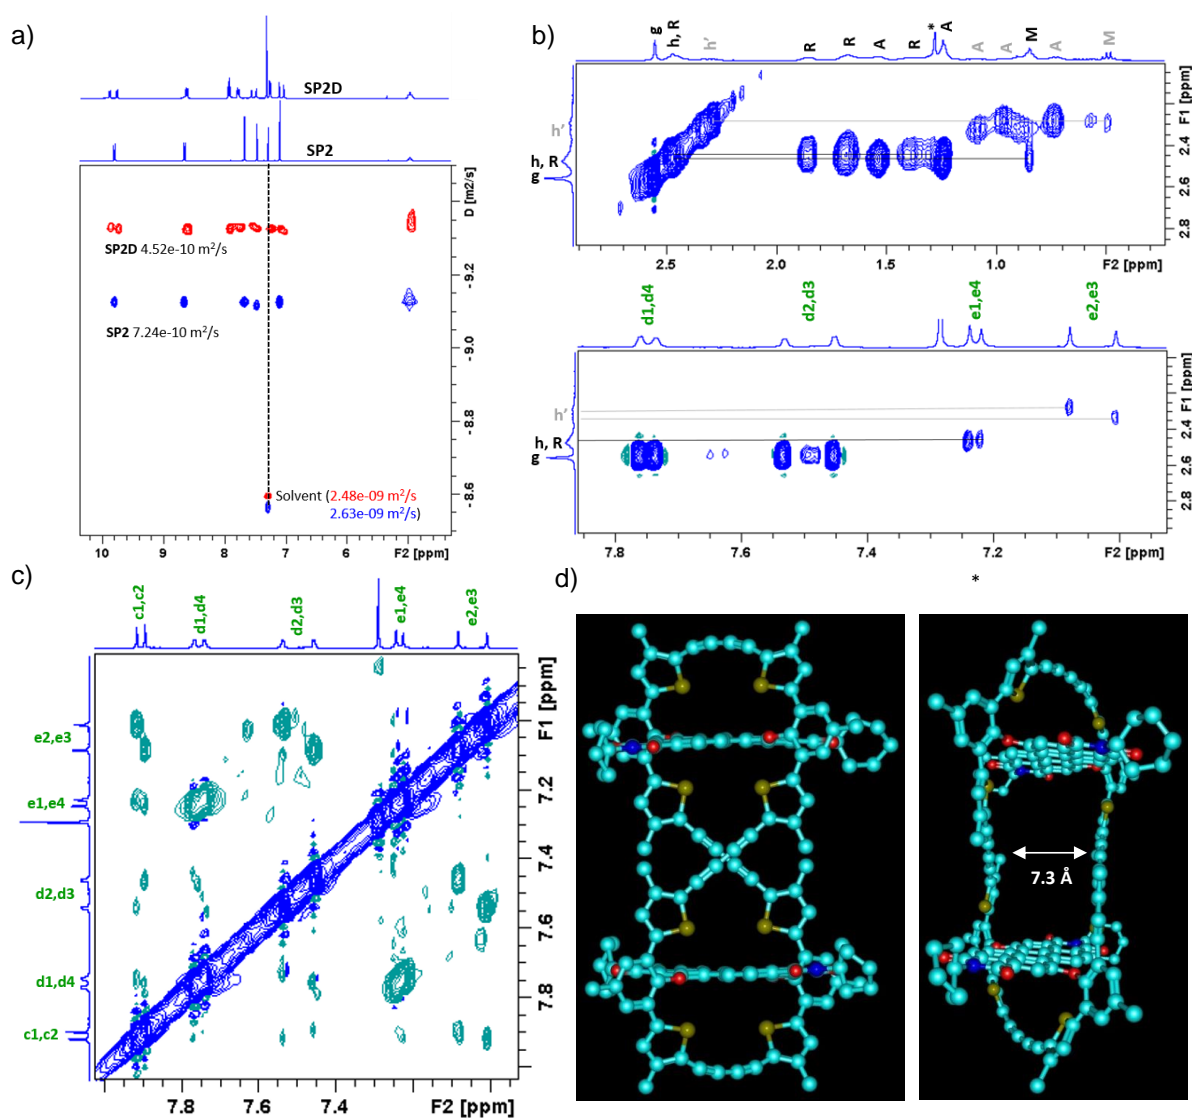 a)
SP2D
SP2
D [m2/s]
SP2D 4.52e-10 m²/s
- 9.2
SP2 7.24e-10 m²/s
- 9.0
- 8.8
- 8.6
Solvent (2.48e-09 m²/s
2.63e-09 m²/s)
10 9 8 7 6 F2 [ppm]
b)
g h, R h' R R A R * A A A M A M
F1 [ppm]
h'
h, R
g
2.4
2.6
2.8
2.5 2.0 1.5 1.0 F2 [ppm]
d1,d4 d2,d3 e1,e4 e2,e3
F1 [ppm]
h'
h, R
g
2.4
2.6
2.8
7.8 7.6 7.4 7.2 F2 [ppm]
*
c)
c1,c2 d1,d4 d2,d3 e1,e4 e2,e3
F1 [ppm]
e2,e3
e1,e4
d2,d3
d1,d4
c1,c2
7.2
7.4
7.6
7.8
7.8 7.6 7.4 F2 [ppm]
d)
7.3 Å